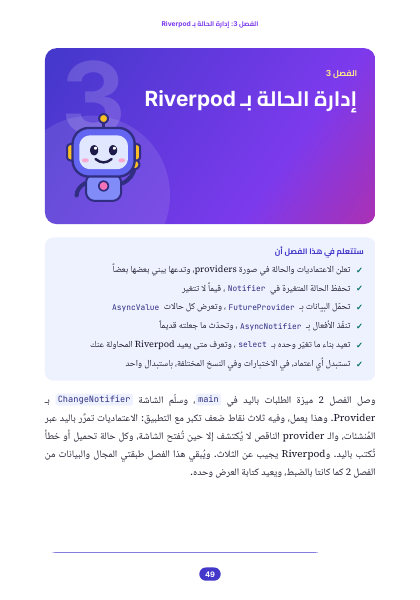 الفصل 3: إدارة الحالة بـ Riverpod
3
الفصل 3
إدارة الحالة بـ Riverpod
ستتعلم في هذا الفصل أن
✓ تعلن الاعتماديات والحالة في صورة providers، وتدعها يبني بعضها بعضاً
✓ تحفظ الحالة المتغيرة في Notifier، قيماً لا تتغير
✓ تحمّل البيانات بـ FutureProvider، وتعرض كل حالات AsyncValue
✓ تنفّذ الأفعال بـ AsyncNotifier، وتحدّث ما جعلته قديماً
✓ تعيد بناء ما تغيّر وحده بـ select، وتعرف متى يعيد Riverpod المحاولة عنك
✓ تستبدل أي اعتماد، في الاختبارات وفي النسخ المختلفة، باستبدال واحد
وصل الفصل 2 ميزة الطلبات باليد في main، وسلّم الشاشة ChangeNotifier بـ
Provider. وهذا يعمل، وفيه ثلاث نقاط ضعف تكبر مع التطبيق: الاعتماديات تمرَّر باليد عبر
المُنشئات، والـ provider الناقص لا يُكتشف إلا حين تُفتح الشاشة، وكل حالة تحميل أو خطأ
تُكتب باليد. وRiverpod يجيب عن الثلاث. ويُبقي هذا الفصل طبقتي المجال والبيانات من
الفصل 2 كما كانتا بالضبط، ويعيد كتابة العرض وحده.
49